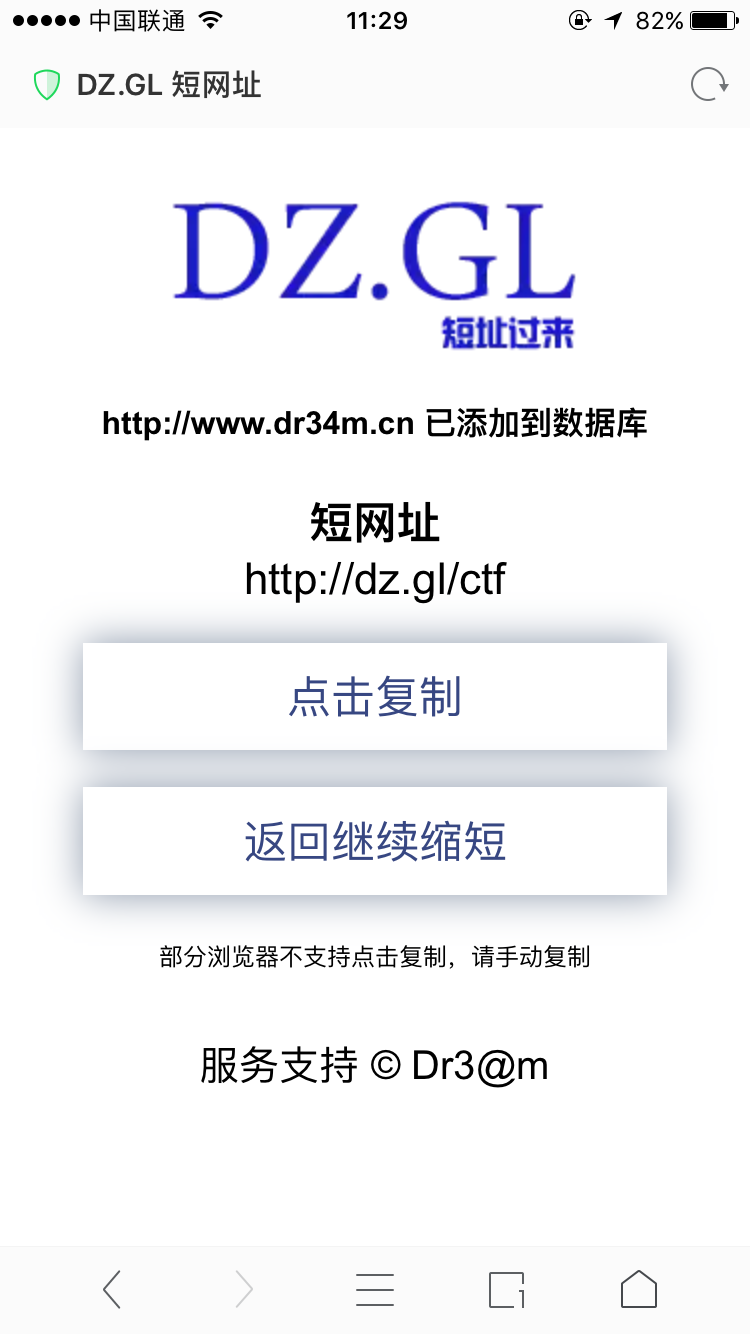 中国联通 11:29 82%
DZ.GL 短网址
DZ.GL
短址过来
http://www.dr34m.cn 已添加到数据库
短网址
http://dz.gl/ctf
点击复制
返回继续缩短
部分浏览器不支持点击复制，请手动复制
服务支持 © Dr3@m
1